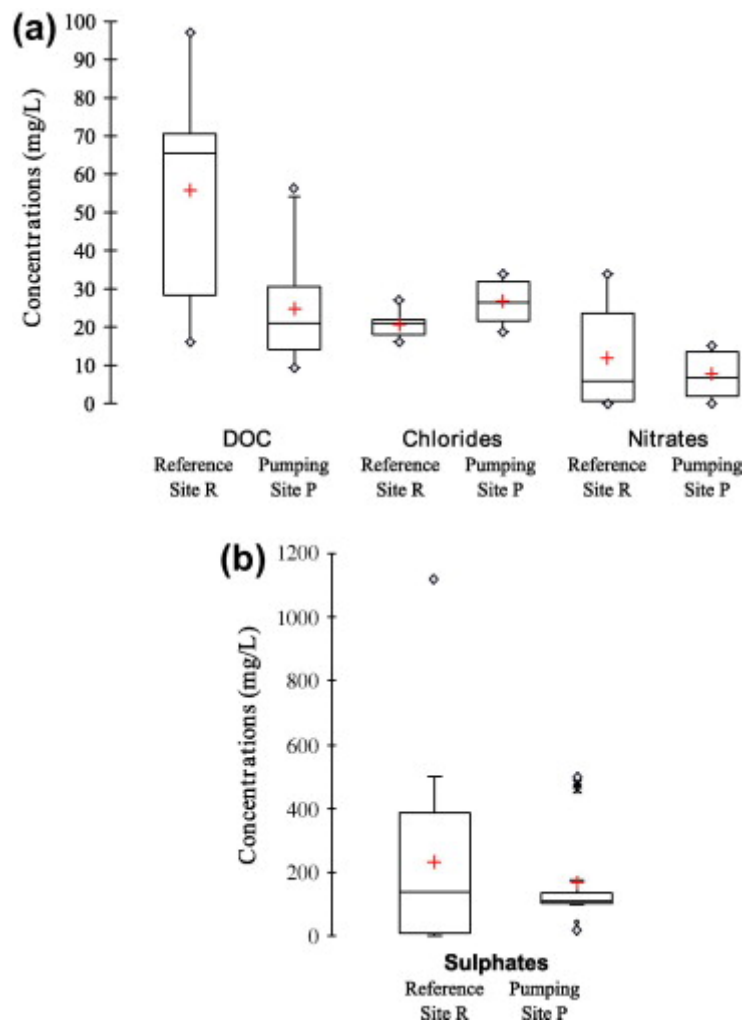 (a)
Concentrations (mg/L)
100
90
80
70
60
50
40
30
20
10
0
DOC Chlorides Nitrates
Reference Pumping Reference Pumping Reference Pumping
Site R Site P Site R Site P Site R Site P
(b)
Concentrations (mg/L)
1200
1000
800
600
400
200
0
Sulphates
Reference Pumping
Site R Site P